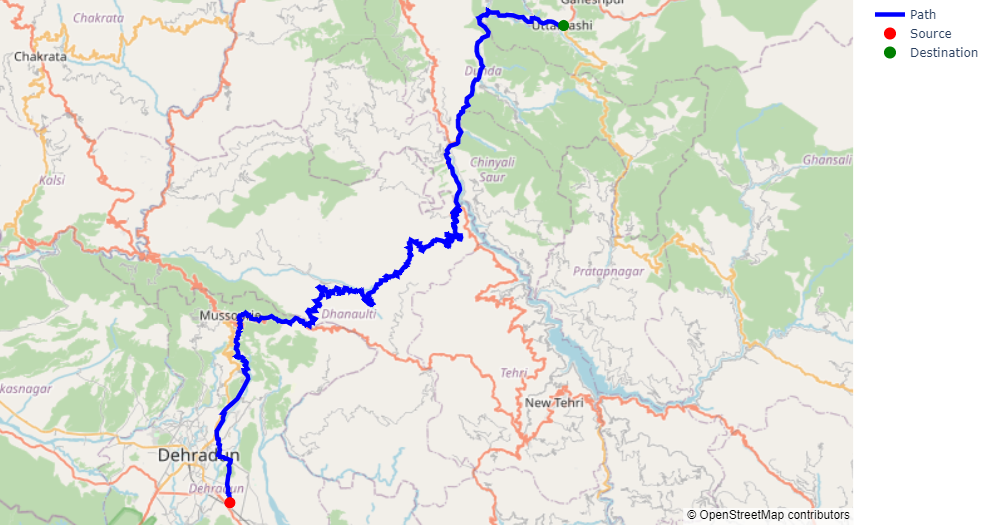 Ganeshpur
Chakrata
Path
Uttarkashi
Source
Chakrata
Destination
Dunda
Chinyali
Saur
Ghansali
Kalsi
Pratapnagar
Mussoorie
Dhanaulti
Tehri
kasnagar
New Tehri
Dehradun
Dehradun
© OpenStreetMap contributors